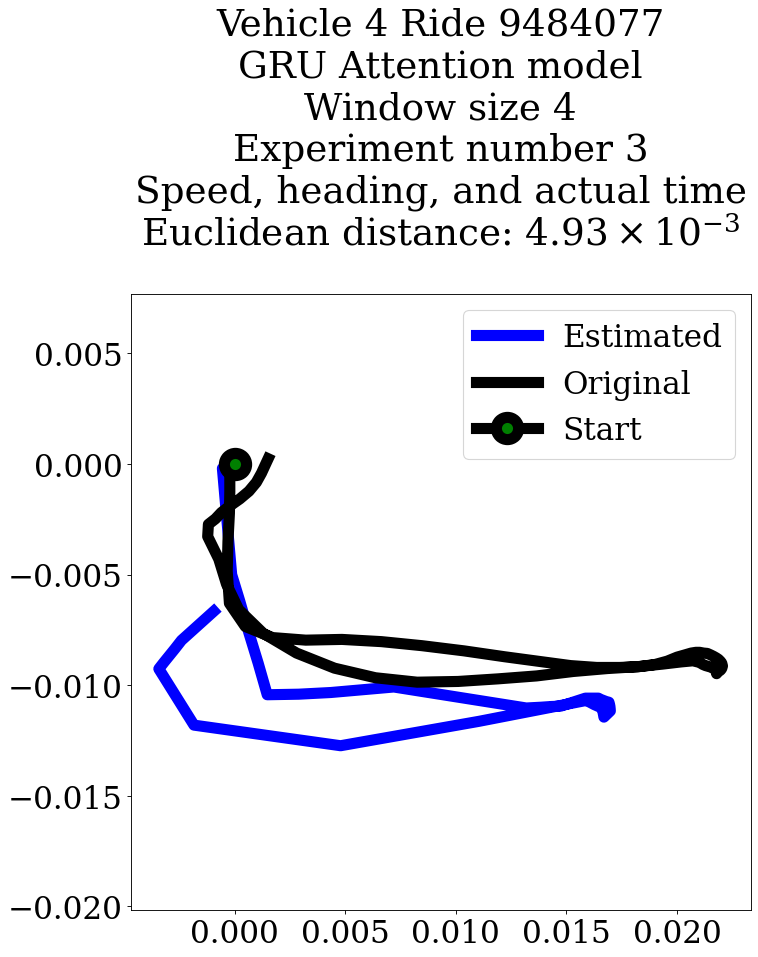 Vehicle 4 Ride 9484077
GRU Attention model
Window size 4
Experiment number 3
Speed, heading, and actual time
Euclidean distance: 4.93 × 10⁻³
Estimated
Original
Start
0.005
0.000
−0.005
−0.010
−0.015
−0.020
0.000 0.005 0.010 0.015 0.020